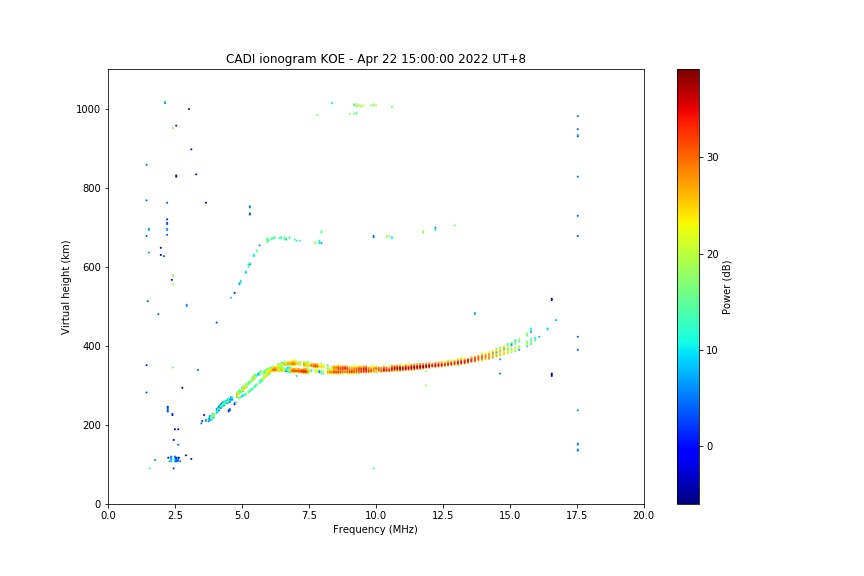 CADI ionogram KOE - Apr 22 15:00:00 2022 UT+8
1000
800
600
400
200
0
Virtual height (km)
0.0 2.5 5.0 7.5 10.0 12.5 15.0 17.5 20.0
Frequency (MHz)
30
20
10
0
Power (dB)